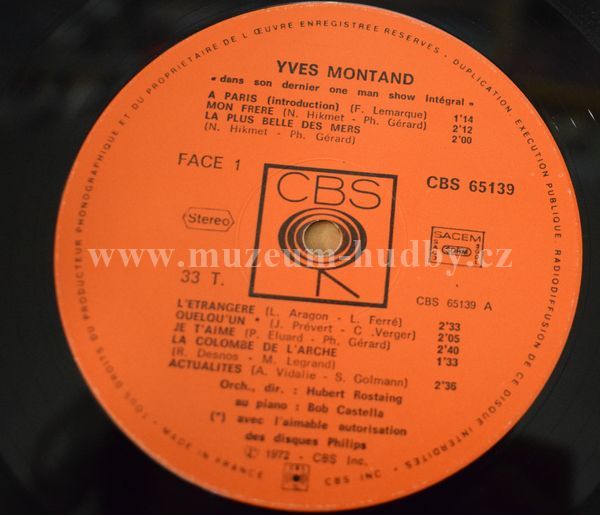 TOUS DROITS DU PRODUCTEUR PHONOGRAPHIQUE ET DU PROPRIETAIRE DE L'ŒUVRE ENREGISTREE RESERVES - DUPLICATION, EXECUTION PUBLIQUE, RADIODIFFUSION DE CE DISQUE INTERDITES
YVES MONTAND
« dans son dernier one man show intégral »
A PARIS (introduction) (F. Lemarque) 1'14
MON FRERE (N. Hikmet - Ph. Gérard) 2'12
LA PLUS BELLE DES MERS 2'00
(N. Hikmet - Ph. Gérard)
FACE 1
CBS
CBS 65139
Stereo
SACEM
www.muzeum-hudby.cz
33 T.
CBS 65139 A
L'ETRANGERE (L. Aragon - L. Ferré) 2'33
QUELQU'UN * (J. Prévert - C. Verger) 2'05
JE T'AIME (P. Eluard - Ph. Gérard) 2'40
LA COLOMBE DE L'ARCHE 1'33
(R. Desnos - M. Legrand)
ACTUALITES (A. Vidalie - S. Golmann) 2'36
Orch., dir. : Hubert Rostaing
au piano : Bob Castella
(*) avec l'aimable autorisation
des disques Philips
Ⓟ 1972 - CBS Inc.
MADE IN FRANCE
CBS INC